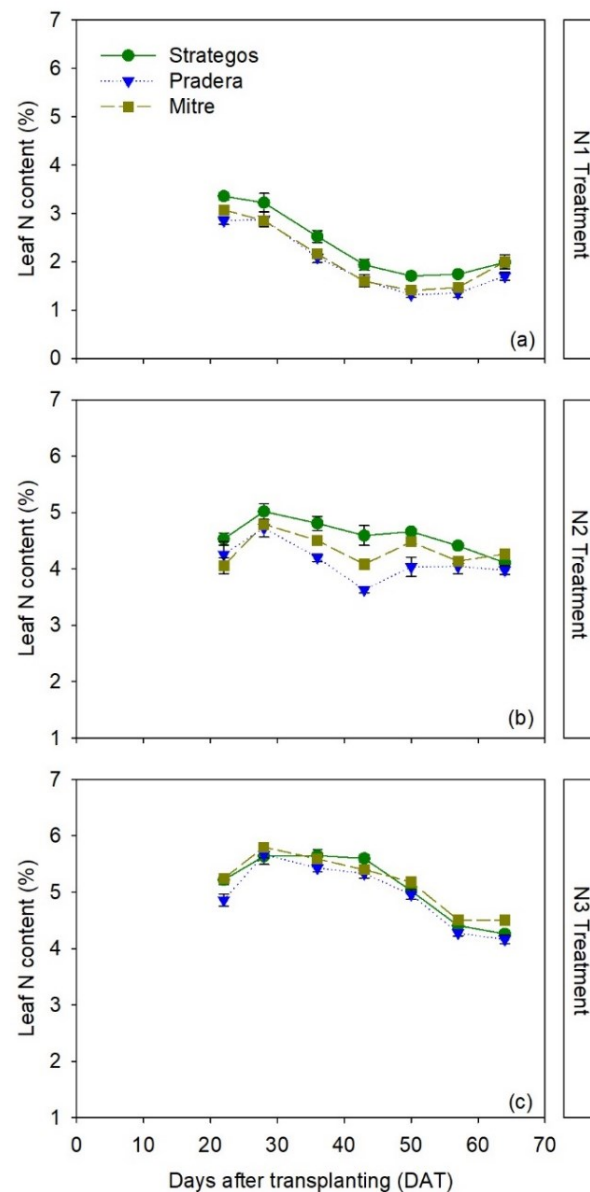 7
Strategos
6
Pradera
5
Mitre
4
3
2
1
0
Leaf N content (%)
(a)
N1 Treatment
7
6
5
4
3
2
1
Leaf N content (%)
(b)
N2 Treatment
7
6
5
4
3
2
1
Leaf N content (%)
(c)
N3 Treatment
0 10 20 30 40 50 60 70
Days after transplanting (DAT)